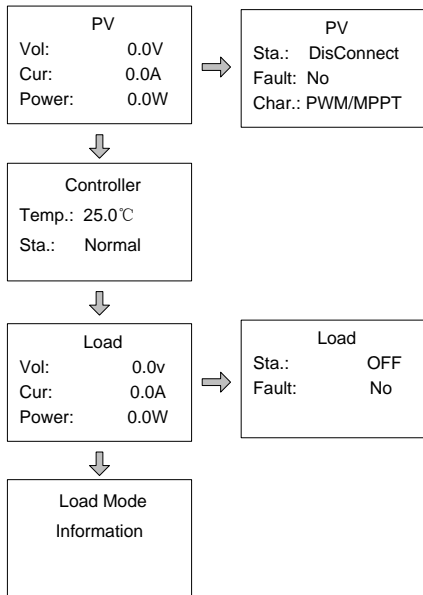 PV
Vol: 0.0V
Cur: 0.0A
Power: 0.0W
PV
Sta.: DisConnect
Fault: No
Char.: PWM/MPPT
Controller
Temp.: 25.0℃
Sta.: Normal
Load
Vol: 0.0v
Cur: 0.0A
Power: 0.0W
Load
Sta.: OFF
Fault: No
Load Mode
Information